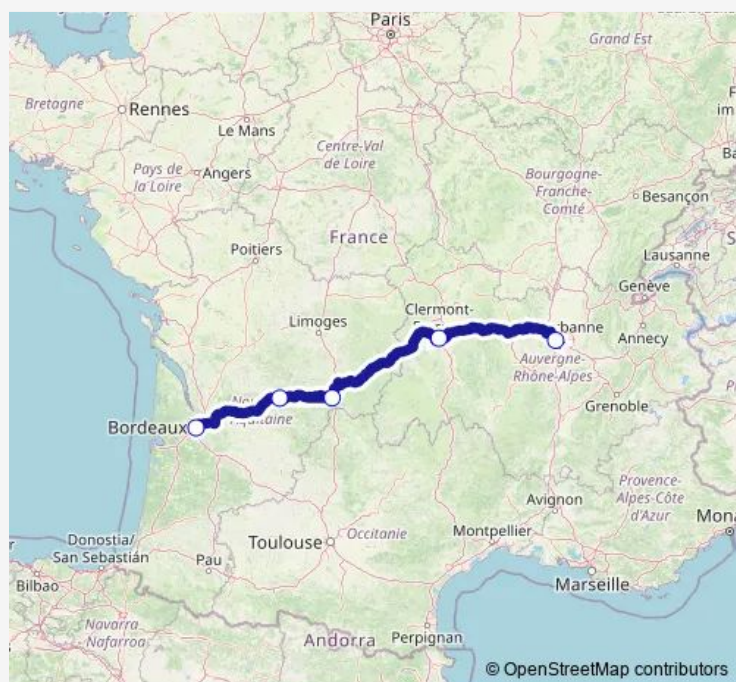 Paris
Grand Est
Bretagne
Rennes
Le Mans
Centre-Val
de Loire
Pays de
la Loire
Angers
Bourgogne-
Franche-
Comté
Besançon
Lausanne
France
Poitiers
Genève
Clermont-
Limoges
Annecy
Auvergne-
Rhône-Alpes
Grenoble
Bordeaux
Provence-
Alpes-Côte
d'Azur
Avignon
Donostia/
San Sebastián
Toulouse
Occitanie
Montpellier
Pau
Marseille
Bilbao
Navarra
Nafarroa
Andorra
Perpignan
© OpenStreetMap contributors